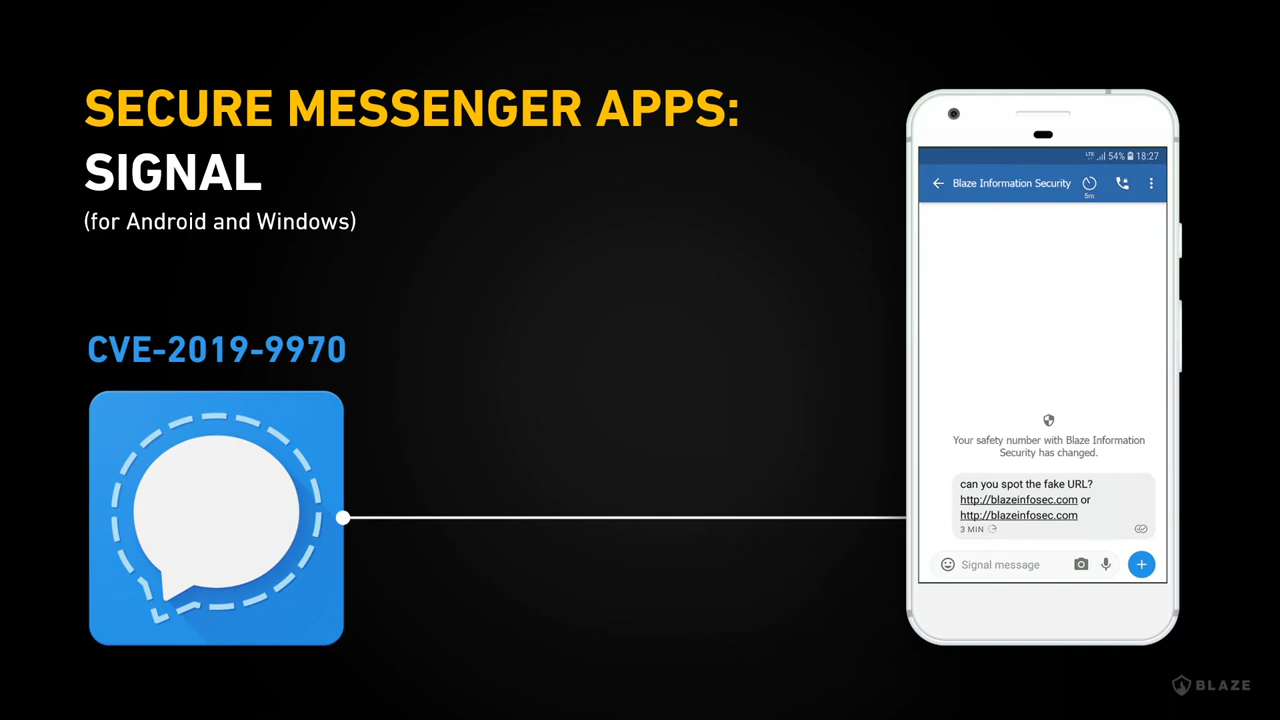 SECURE MESSENGER APPS:
SIGNAL
(for Android and Windows)
CVE-2019-9970
LTE 54% 18:27
Blaze Information Security
5m
Your safety number with Blaze Information
Security has changed.
can you spot the fake URL?
http://blazeinfosec.com or
http://blazeinfosec.com
3 MIN
Signal message
BLAZE